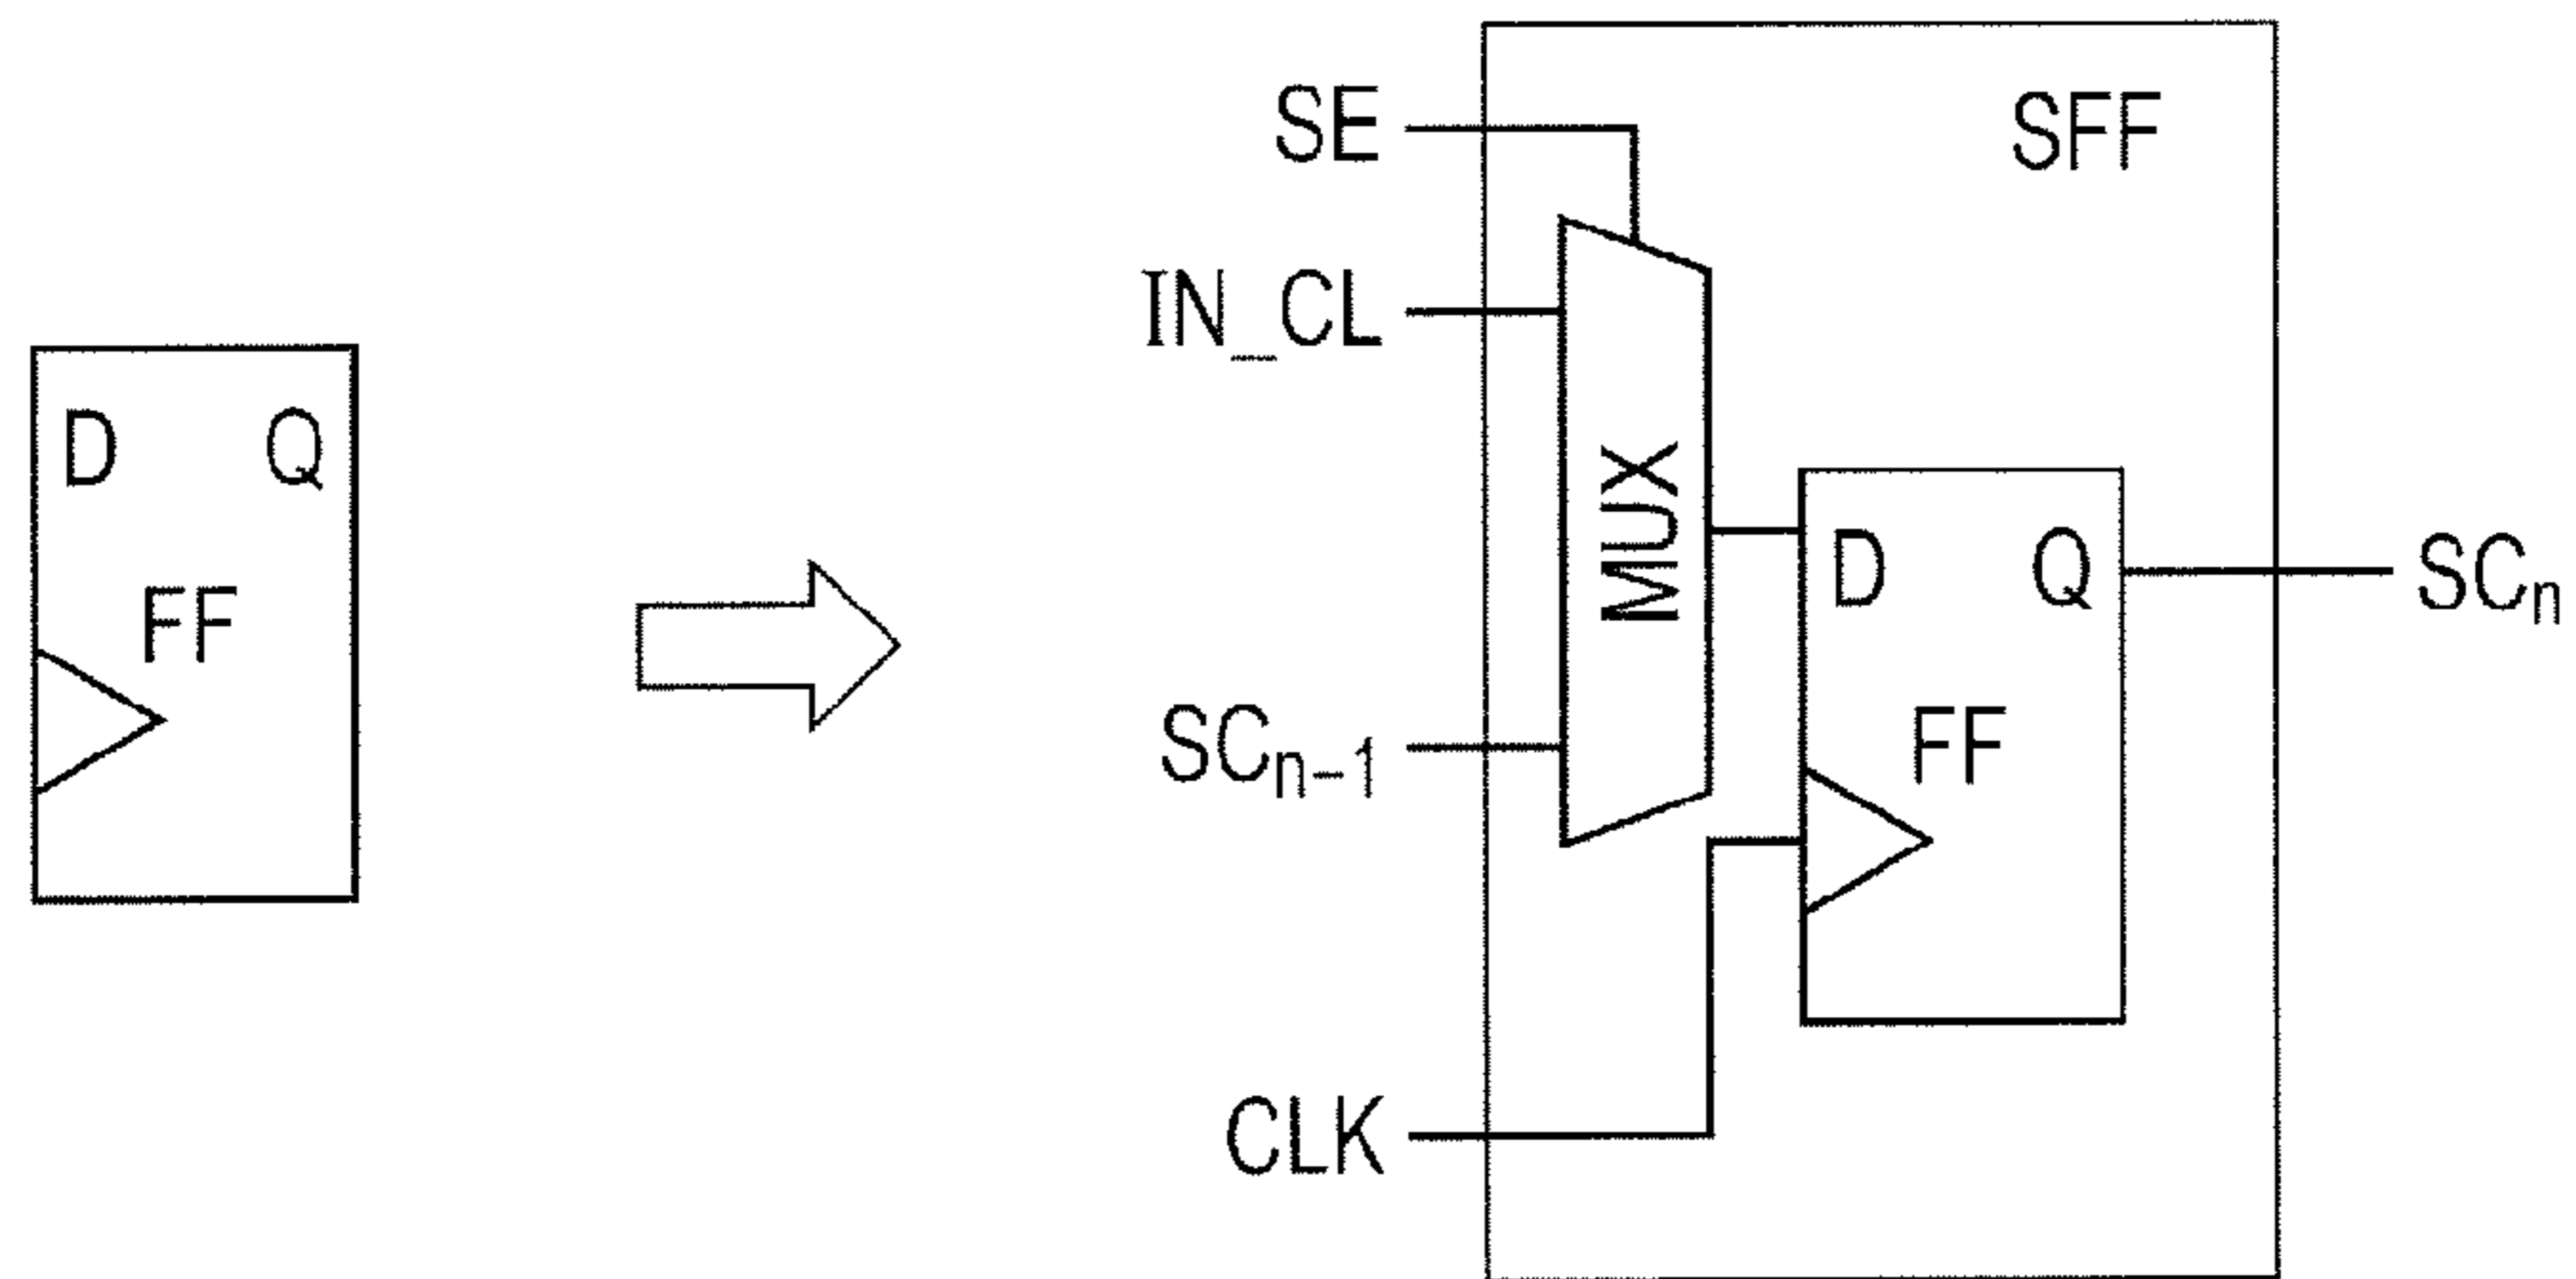 D Q
FF
SE
SFF
IN_CL
MUX
D Q
SCn
FF
SCn-1
CLK